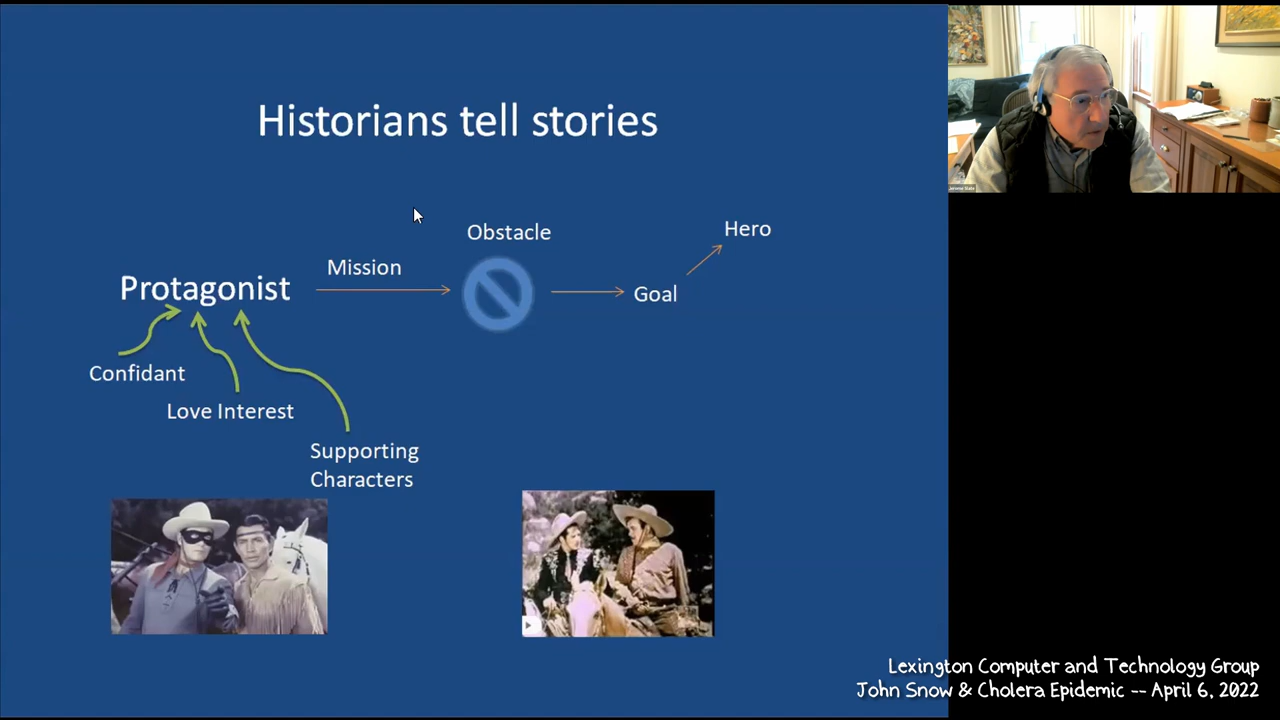 Historians tell stories
Hero
Obstacle
Mission
Protagonist
Goal
Confidant
Love Interest
Supporting
Characters
Lexington Computer and Technology Group
John Snow & Cholera Epidemic -- April 6, 2022